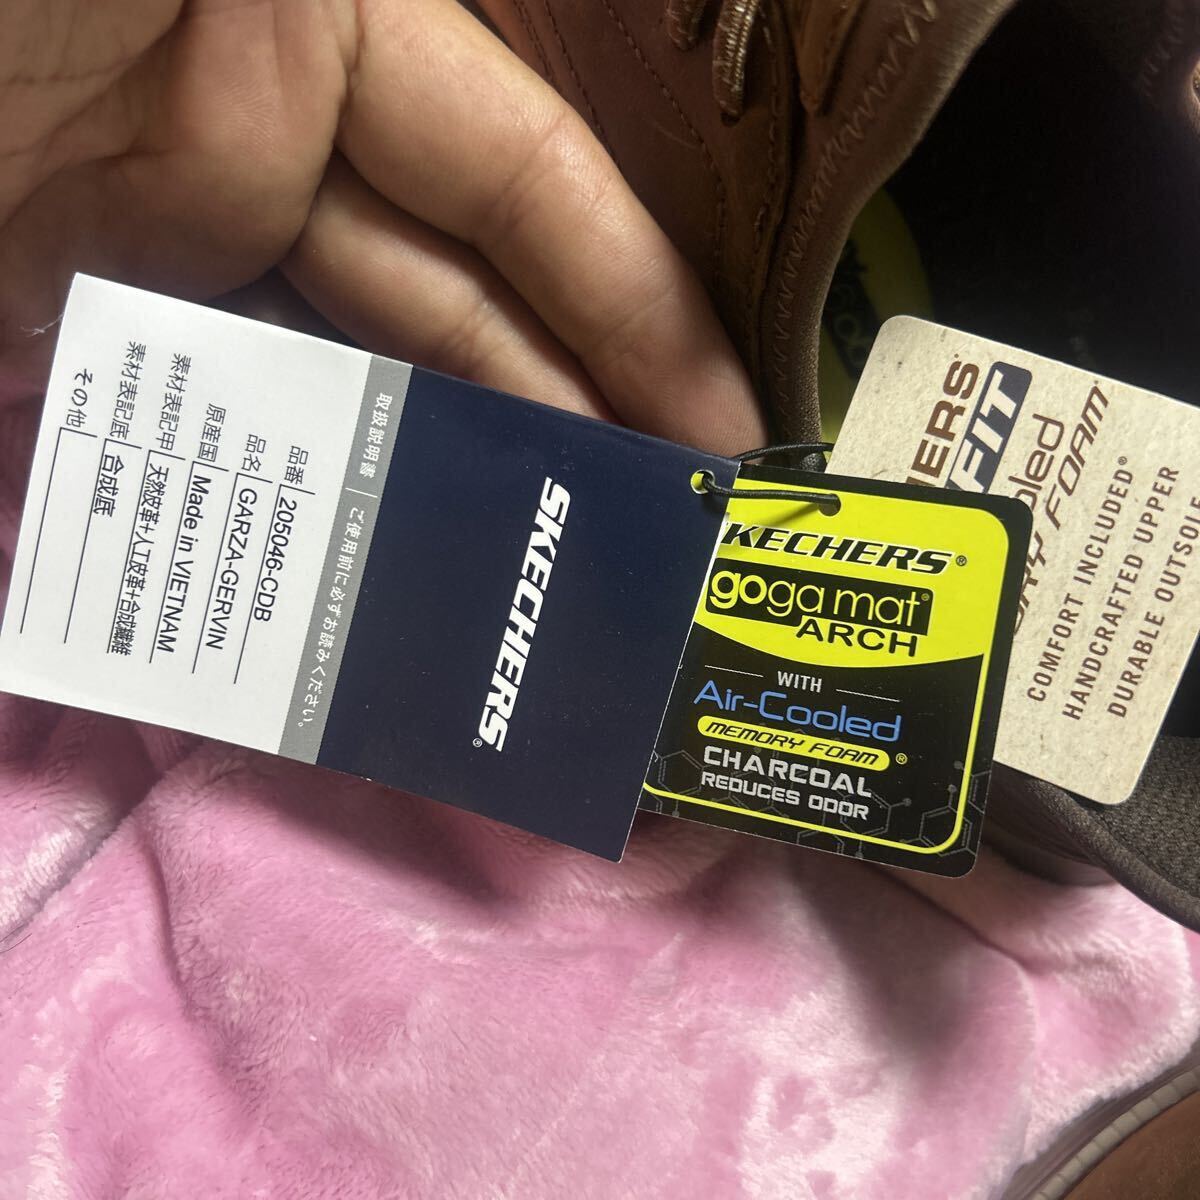 品番 205046-CDB
品名 GARZA-GERVIN
原産国 Made in VIETNAM
素材表記甲 天然皮革+人工皮革+合成繊維
素材表記底 合成底
その他
取扱説明書 ご使用前に必ずお読みください。
SKECHERS®
SKECHERS®
goga mat®
ARCH
WITH
Air-Cooled
MEMORY FOAM®
CHARCOAL
REDUCES ODOR
FOAM
COMFORT INCLUDED®
HANDCRAFTED UPPER
DURABLE OUTSOLE